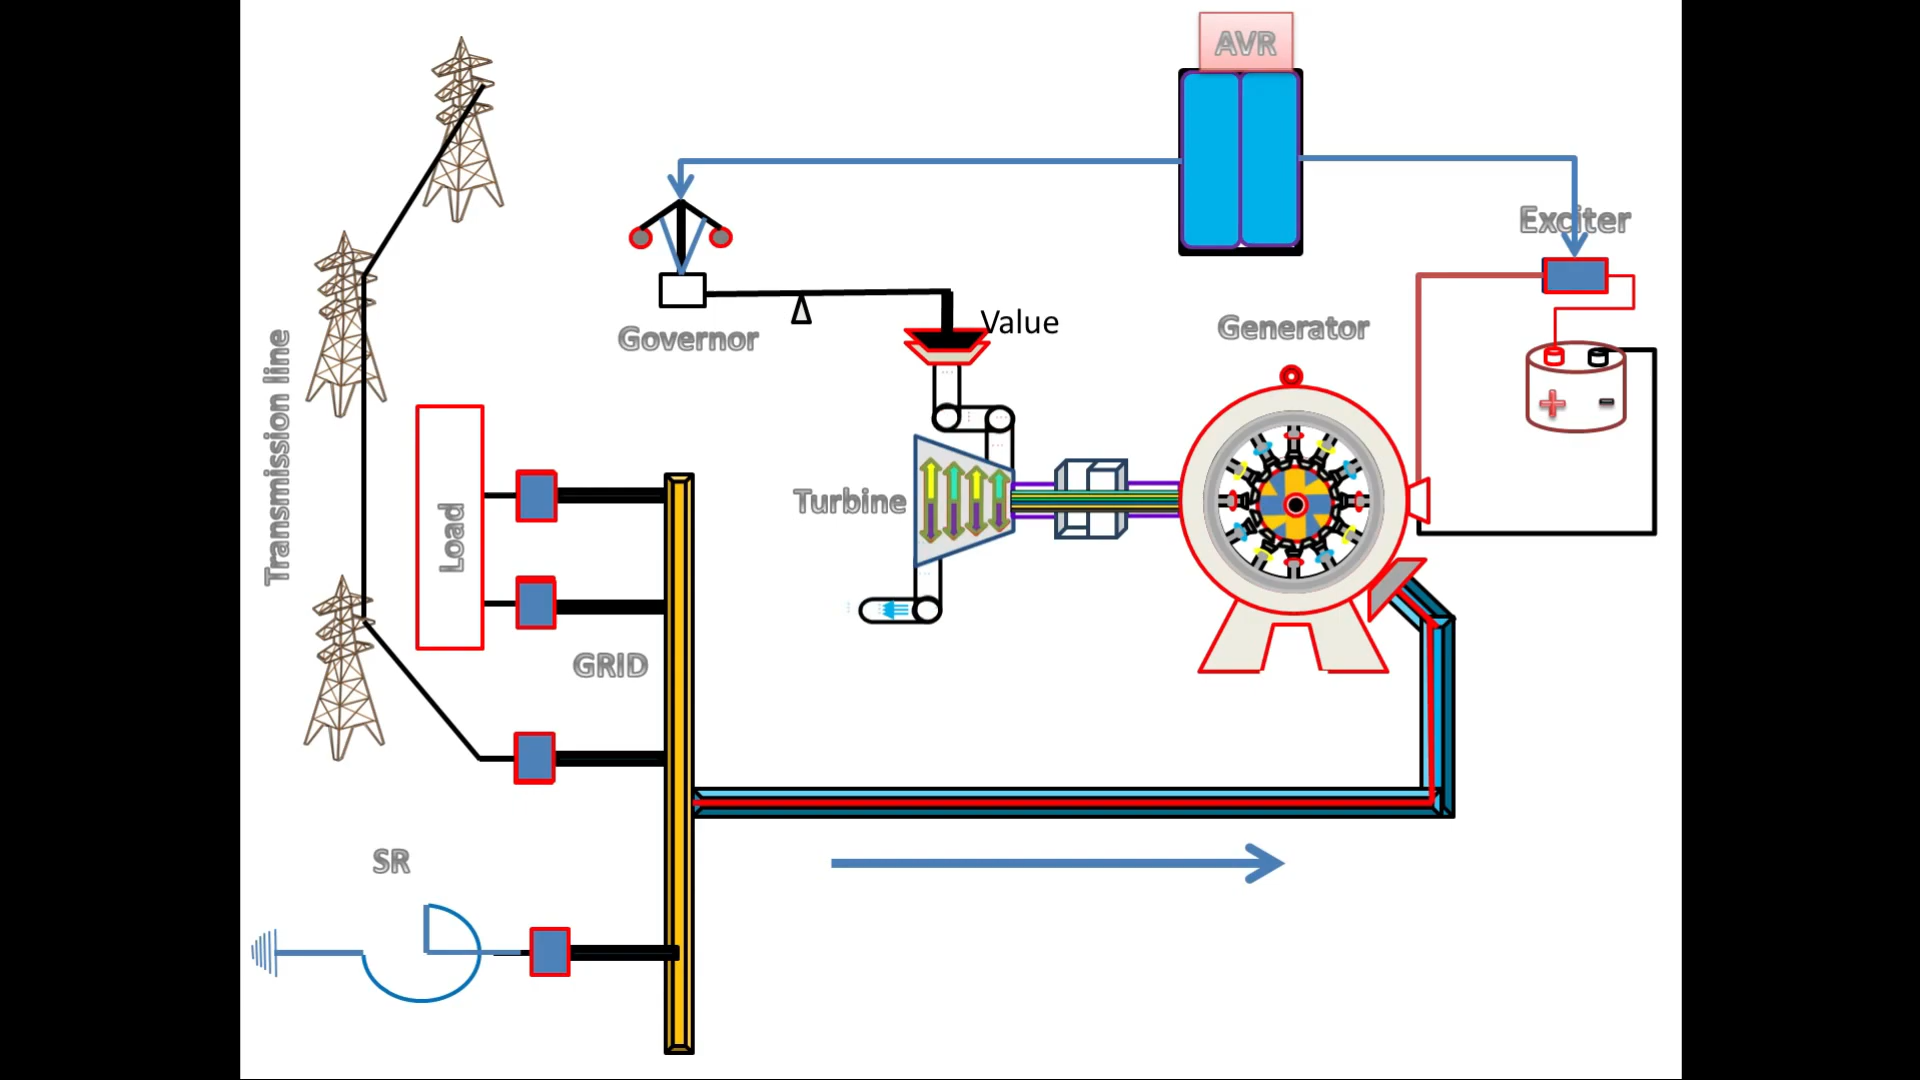 AVR
Exciter
Governor
Value
Generator
Transmission line
Load
Turbine
+ -
GRID
SR